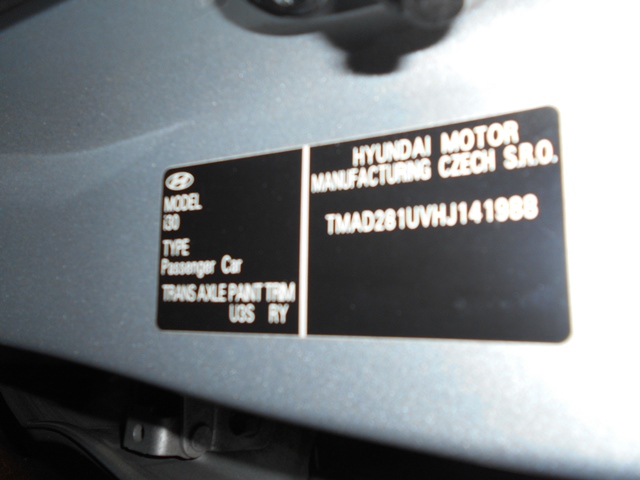 MODEL
i30
TYPE
Passenger Car
TRANS AXLE PAINT TRIM
U3S RY
HYUNDAI MOTOR
MANUFACTURING CZECH S.R.O.
TMAD281UVHJ141988